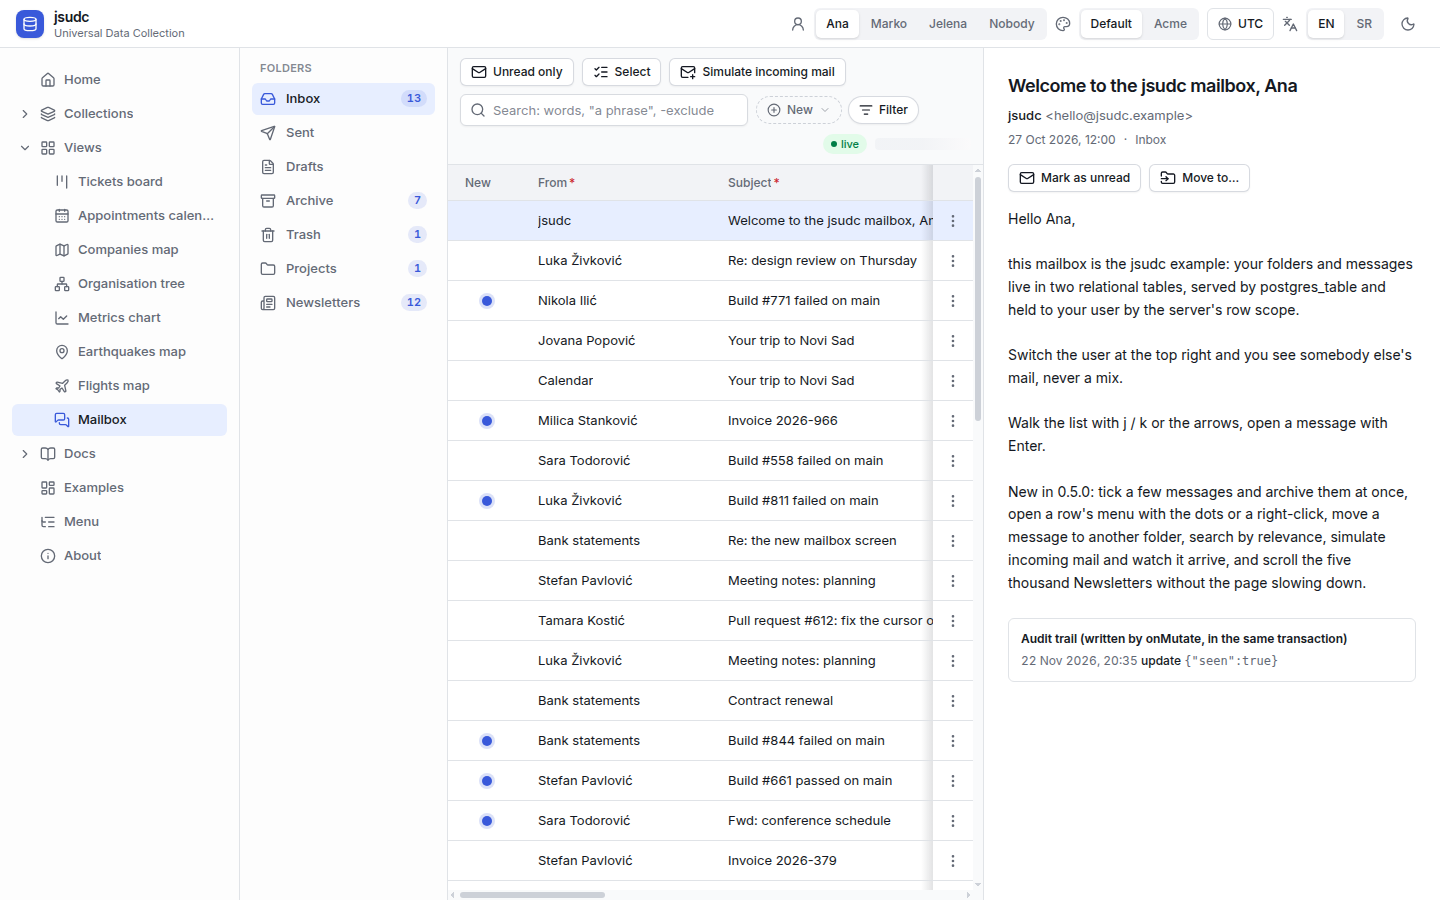 jsudc
Universal Data Collection
Ana
Marko
Jelena
Nobody
Default
Acme
UTC
EN
SR
Home
Collections
Views
Tickets board
Appointments calen...
Companies map
Organisation tree
Metrics chart
Earthquakes map
Flights map
Mailbox
Docs
Examples
Menu
About
FOLDERS
Inbox 13
Sent
Drafts
Archive 7
Trash 1
Projects 1
Newsletters 12
Unread only
Select
Simulate incoming mail
Search: words, "a phrase", -exclude
New
Filter
live
New From* Subject*
jsudc Welcome to the jsudc mailbox, An
Luka Živković Re: design review on Thursday
Nikola Ilić Build #771 failed on main
Jovana Popović Your trip to Novi Sad
Calendar Your trip to Novi Sad
Milica Stanković Invoice 2026-966
Sara Todorović Build #558 failed on main
Luka Živković Build #811 failed on main
Bank statements Re: the new mailbox screen
Stefan Pavlović Meeting notes: planning
Tamara Kostić Pull request #612: fix the cursor o
Luka Živković Meeting notes: planning
Bank statements Contract renewal
Bank statements Build #844 failed on main
Stefan Pavlović Build #661 passed on main
Sara Todorović Fwd: conference schedule
Stefan Pavlović Invoice 2026-379
Welcome to the jsudc mailbox, Ana
jsudc <hello@jsudc.example>
27 Oct 2026, 12:00 · Inbox
Mark as unread
Move to...
Hello Ana,
this mailbox is the jsudc example: your folders and messages
live in two relational tables, served by postgres_table and
held to your user by the server's row scope.
Switch the user at the top right and you see somebody else's
mail, never a mix.
Walk the list with j / k or the arrows, open a message with
Enter.
New in 0.5.0: tick a few messages and archive them at once,
open a row's menu with the dots or a right-click, move a
message to another folder, search by relevance, simulate
incoming mail and watch it arrive, and scroll the five
thousand Newsletters without the page slowing down.
Audit trail (written by onMutate, in the same transaction)
22 Nov 2026, 20:35 update {"seen":true}